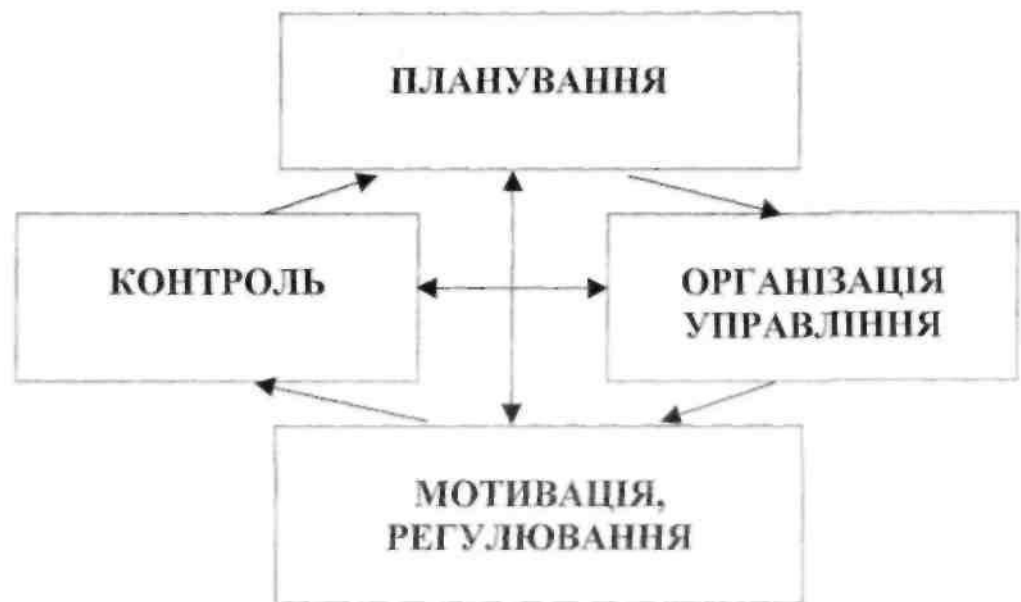 ПЛАНУВАННЯ
КОНТРОЛЬ
ОРГАНІЗАЦІЯ
УПРАВЛІННЯ
МОТИВАЦІЯ,
РЕГУЛЮВАННЯ